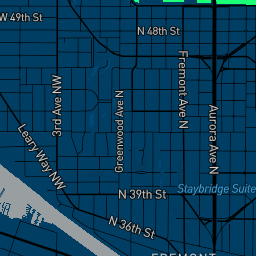 W 49th St
N 48th St
3rd Ave NW
Greenwood Ave N
Fremont Ave N
Aurora Ave N
Leary Way NW
N 39th St
Staybridge Suite
N 36th St
FREMONT